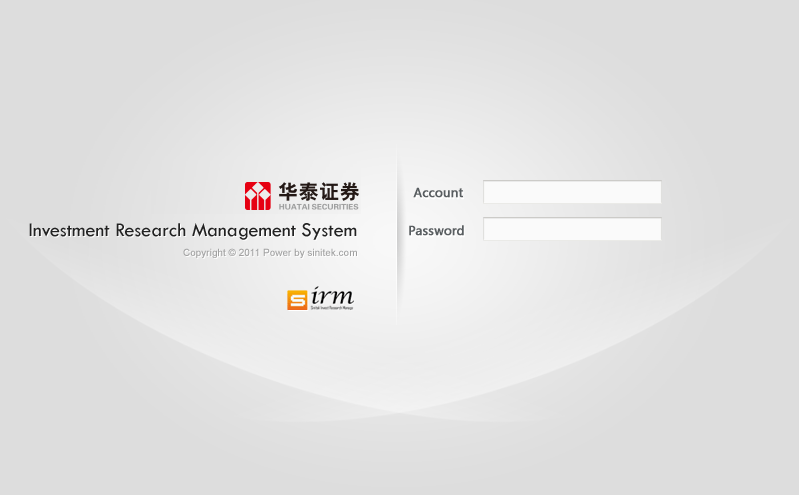 华泰证券
HUATAI SECURITIES
Investment Research Management System
Copyright © 2011 Power by sinitek.com
S irm
Account
Password